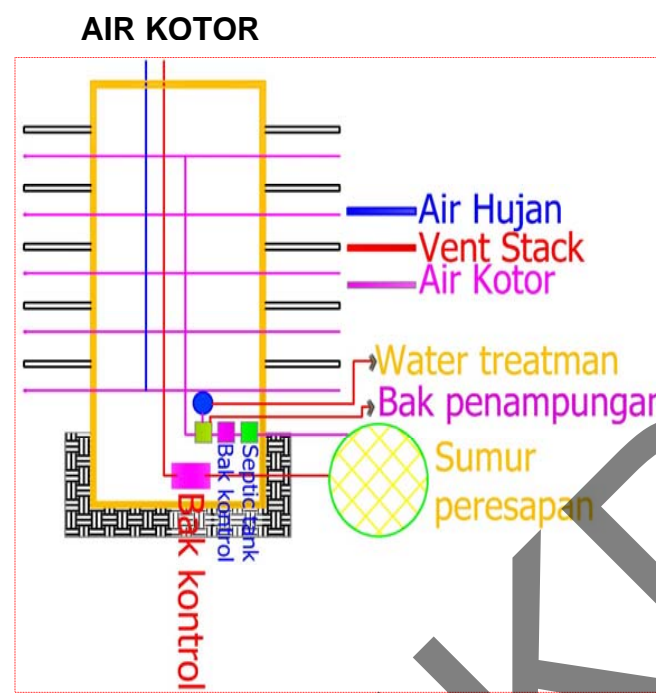 AIR KOTOR
Air Hujan
Vent Stack
Air Kotor
Water treatman
Bak penampungan
Sumur
peresapan
Bak kontrol
Bak kontrol
Septic tank